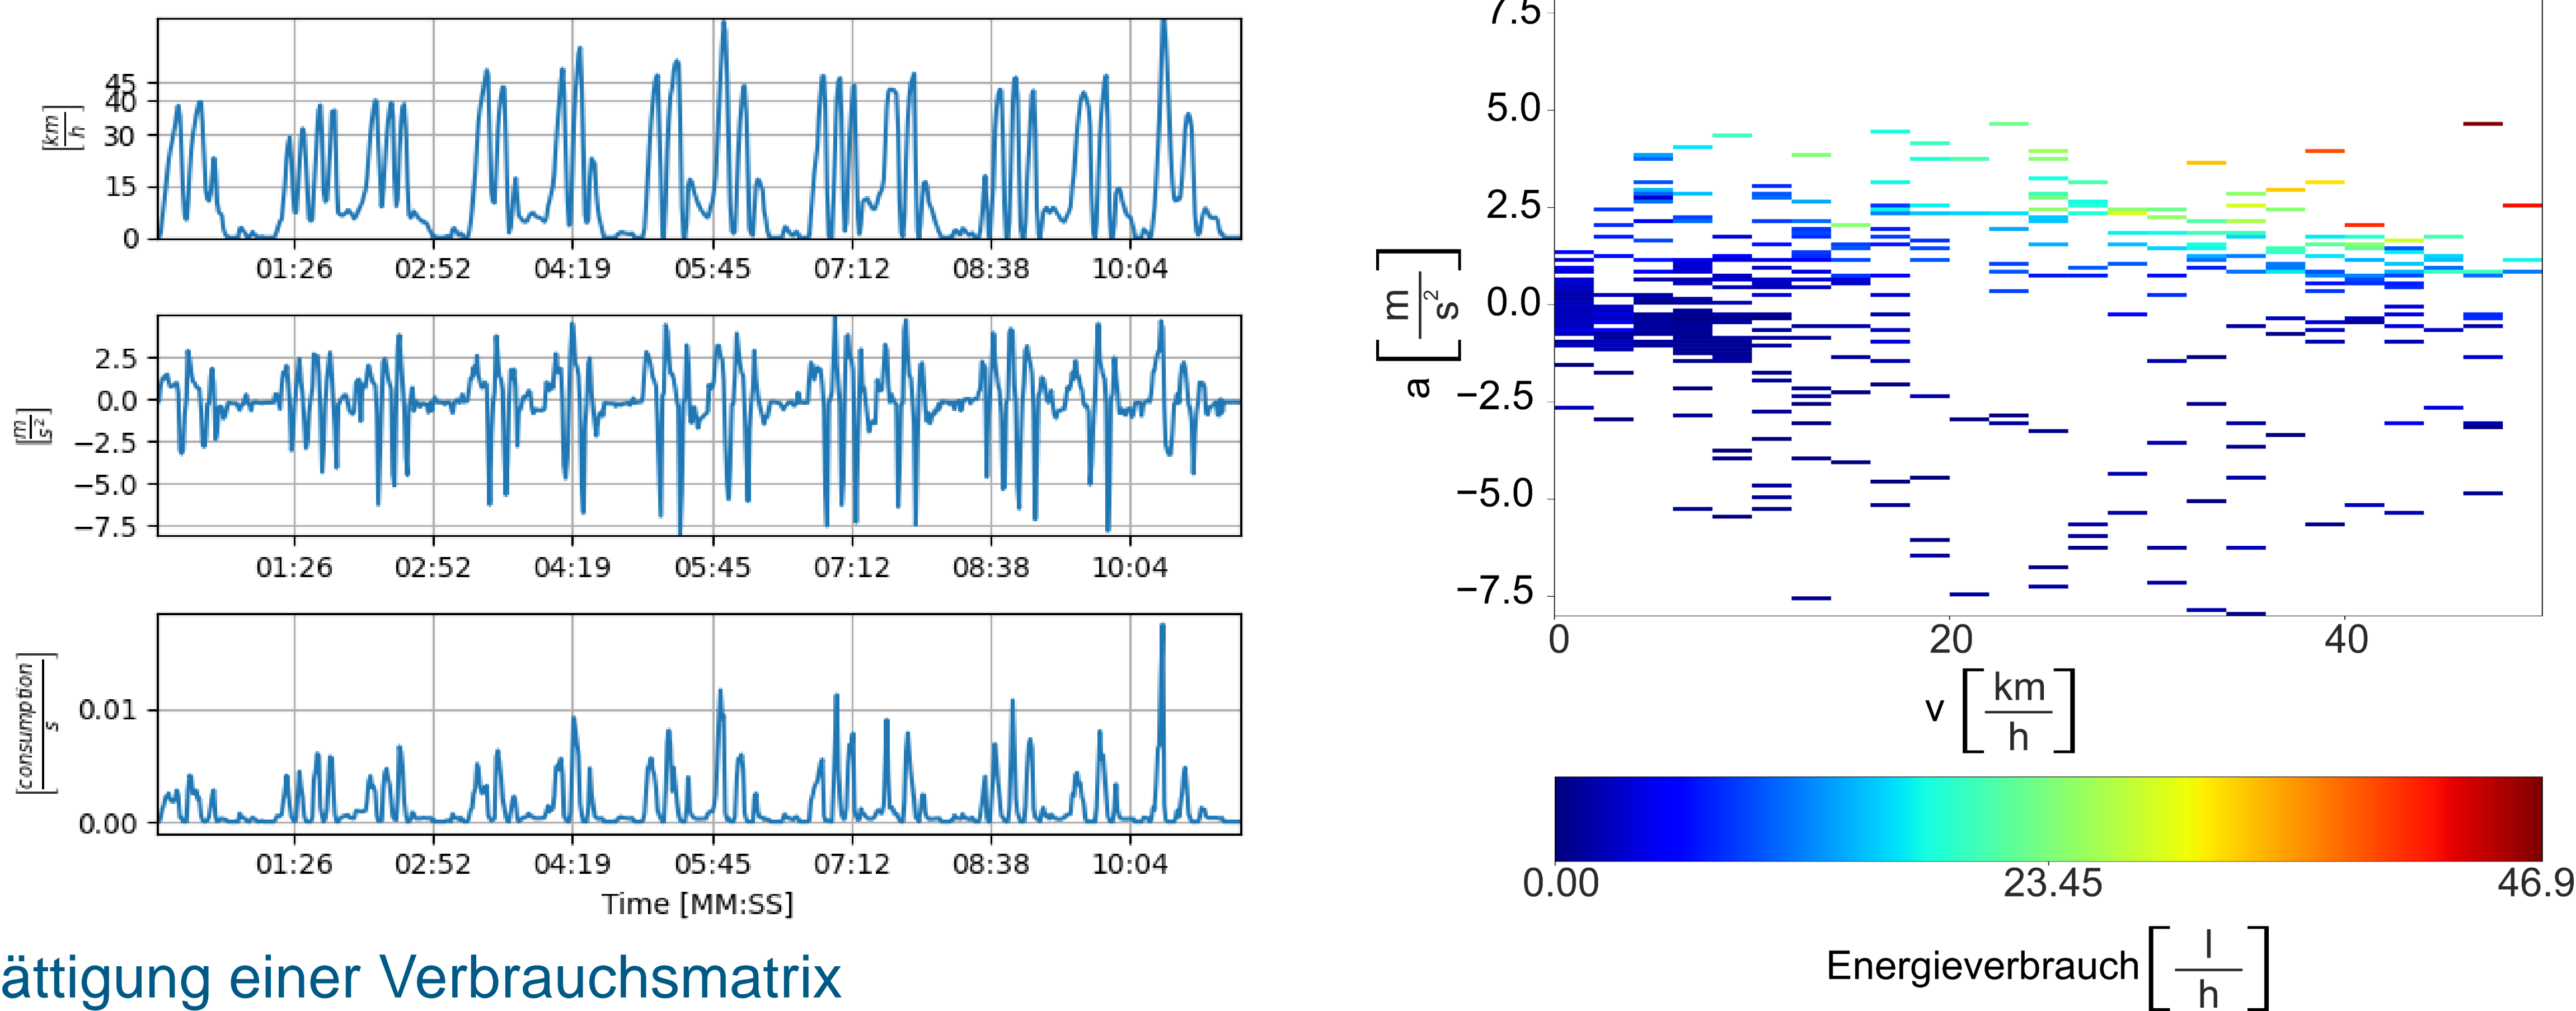 45
40
30
15
0
[km/h]
01:26 02:52 04:19 05:45 07:12 08:38 10:04
2.5
0.0
−2.5
−5.0
−7.5
[m/s²]
01:26 02:52 04:19 05:45 07:12 08:38 10:04
0.01
0.00
[consumption/s]
01:26 02:52 04:19 05:45 07:12 08:38 10:04
Time [MM:SS]
ättigung einer Verbrauchsmatrix
7.5
5.0
2.5
0.0
−2.5
−5.0
−7.5
a [m/s²]
0 20 40
v [km/h]
0.00 23.45 46.9
Energieverbrauch [l/h]